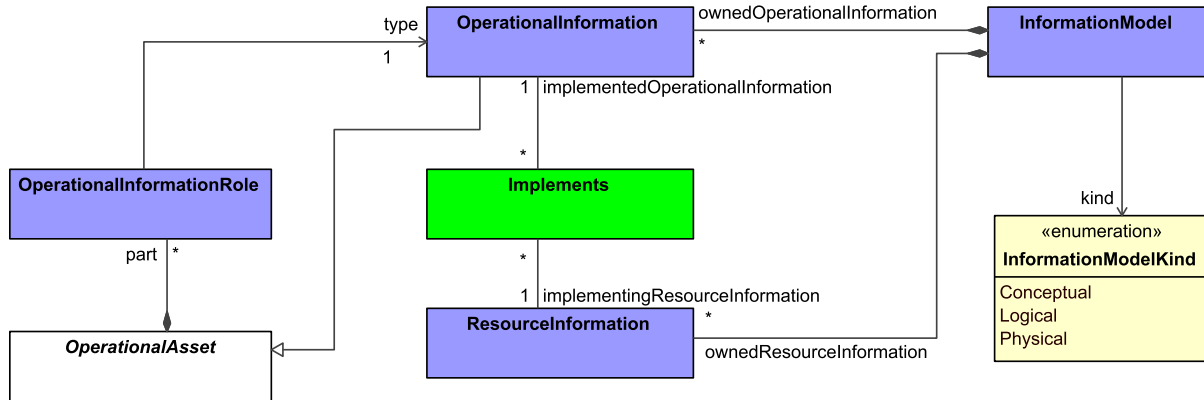 ownedOperationalInformation
OperationalInformation
InformationModel
type
*
1
1
implementedOperationalInformation
*
OperationalInformationRole
Implements
kind
«enumeration»
part
*
*
InformationModelKind
Conceptual
1
implementingResourceInformation
*
Logical
ResourceInformation
Physical
OperationalAsset
ownedResourceInformation